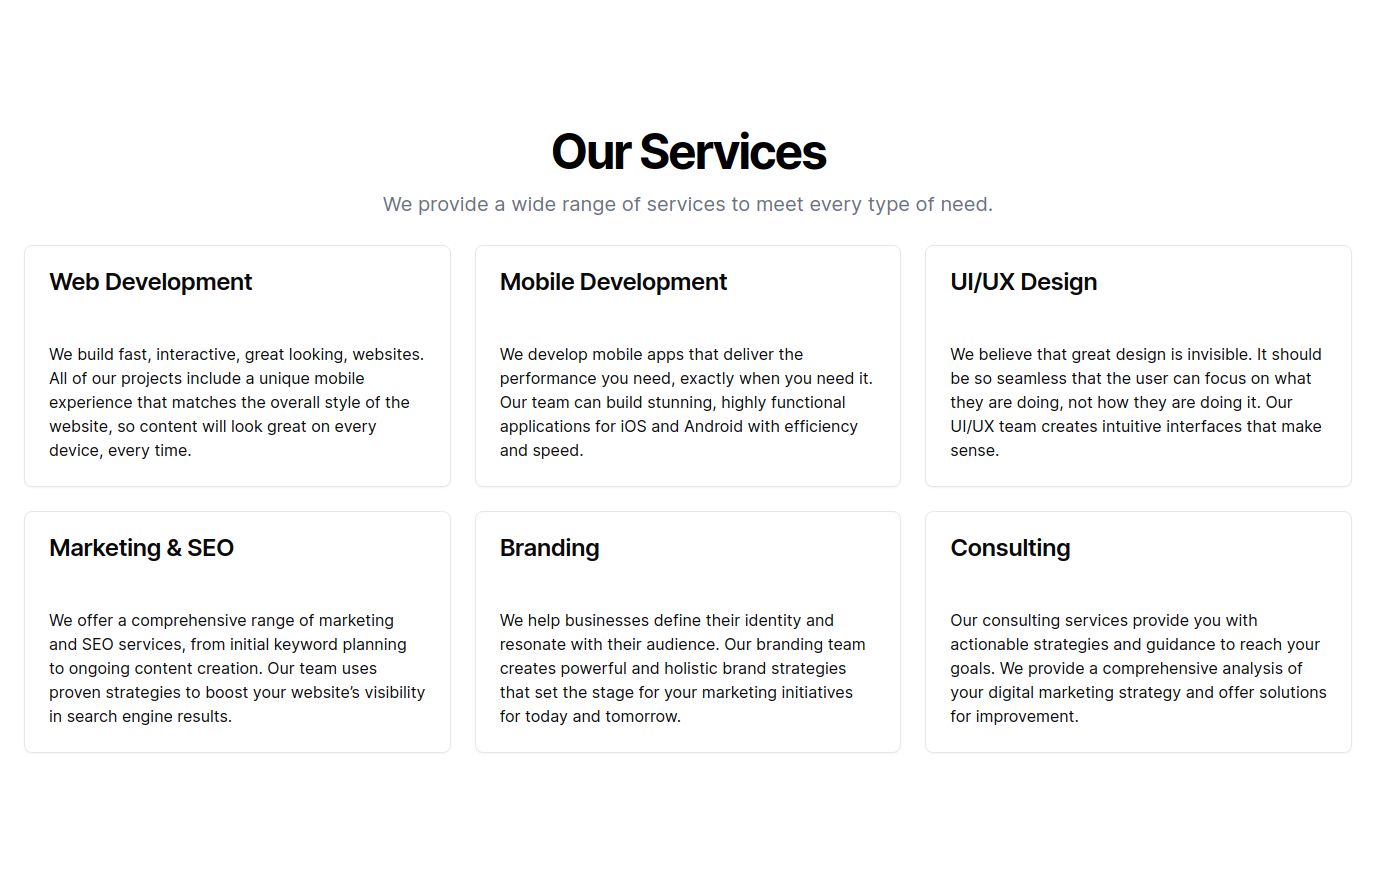 Our Services
We provide a wide range of services to meet every type of need.
Web Development
We build fast, interactive, great looking, websites.
All of our projects include a unique mobile
experience that matches the overall style of the
website, so content will look great on every
device, every time.
Mobile Development
We develop mobile apps that deliver the
performance you need, exactly when you need it.
Our team can build stunning, highly functional
applications for iOS and Android with efficiency
and speed.
UI/UX Design
We believe that great design is invisible. It should
be so seamless that the user can focus on what
they are doing, not how they are doing it. Our
UI/UX team creates intuitive interfaces that make
sense.
Marketing & SEO
We offer a comprehensive range of marketing
and SEO services, from initial keyword planning
to ongoing content creation. Our team uses
proven strategies to boost your website’s visibility
in search engine results.
Branding
We help businesses define their identity and
resonate with their audience. Our branding team
creates powerful and holistic brand strategies
that set the stage for your marketing initiatives
for today and tomorrow.
Consulting
Our consulting services provide you with
actionable strategies and guidance to reach your
goals. We provide a comprehensive analysis of
your digital marketing strategy and offer solutions
for improvement.